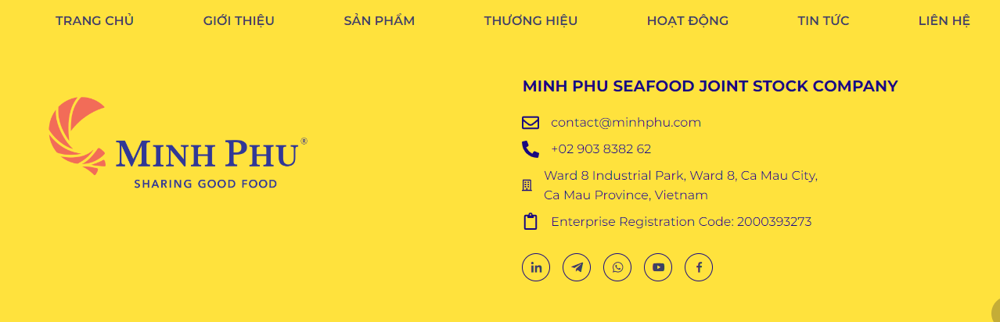 TRANG CHỦ GIỚI THIỆU SẢN PHẨM THƯƠNG HIỆU HOẠT ĐỘNG TIN TỨC LIÊN HỆ
MINH PHU®
SHARING GOOD FOOD
MINH PHU SEAFOOD JOINT STOCK COMPANY
contact@minhphu.com
+02 903 8382 62
Ward 8 Industrial Park, Ward 8, Ca Mau City,
Ca Mau Province, Vietnam
Enterprise Registration Code: 2000393273